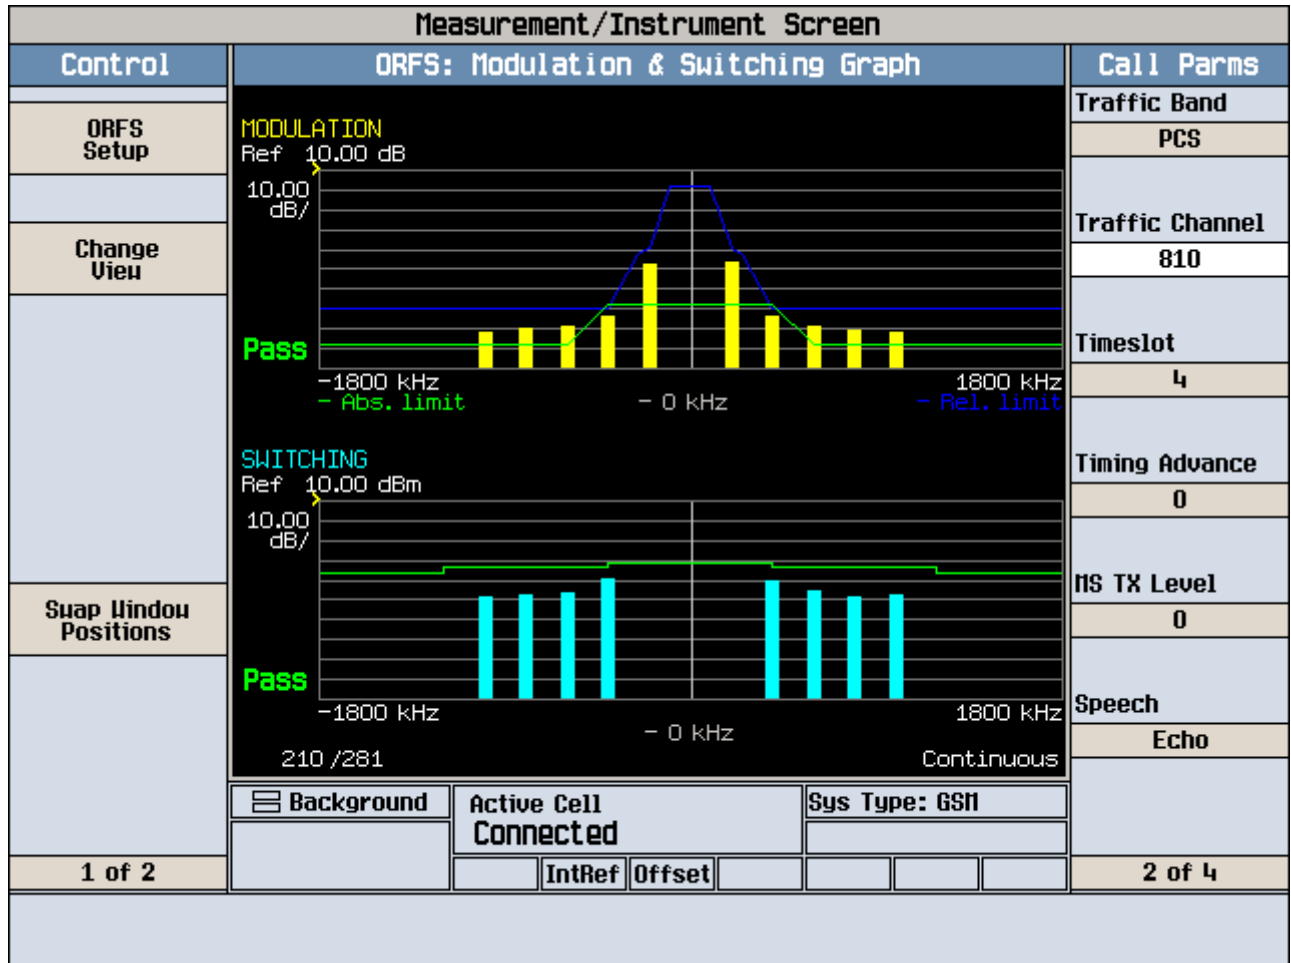 Measurement/Instrument Screen
Control
ORFS: Modulation & Switching Graph
Call Parms
ORFS
Setup
Change
View
Swap Window
Positions
1 of 2
MODULATION
Ref 10.00 dB
10.00
dB/
Pass
-1800 kHz
1800 kHz
- Abs. limit
- 0 kHz
- Rel. limit
SWITCHING
Ref 10.00 dBm
10.00
dB/
Pass
-1800 kHz
1800 kHz
- 0 kHz
210 /281
Continuous
Traffic Band
PCS
Traffic Channel
810
Timeslot
4
Timing Advance
0
MS TX Level
0
Speech
Echo
2 of 4
Background
Active Cell
Connected
Sys Type: GSM
IntRef
Offset